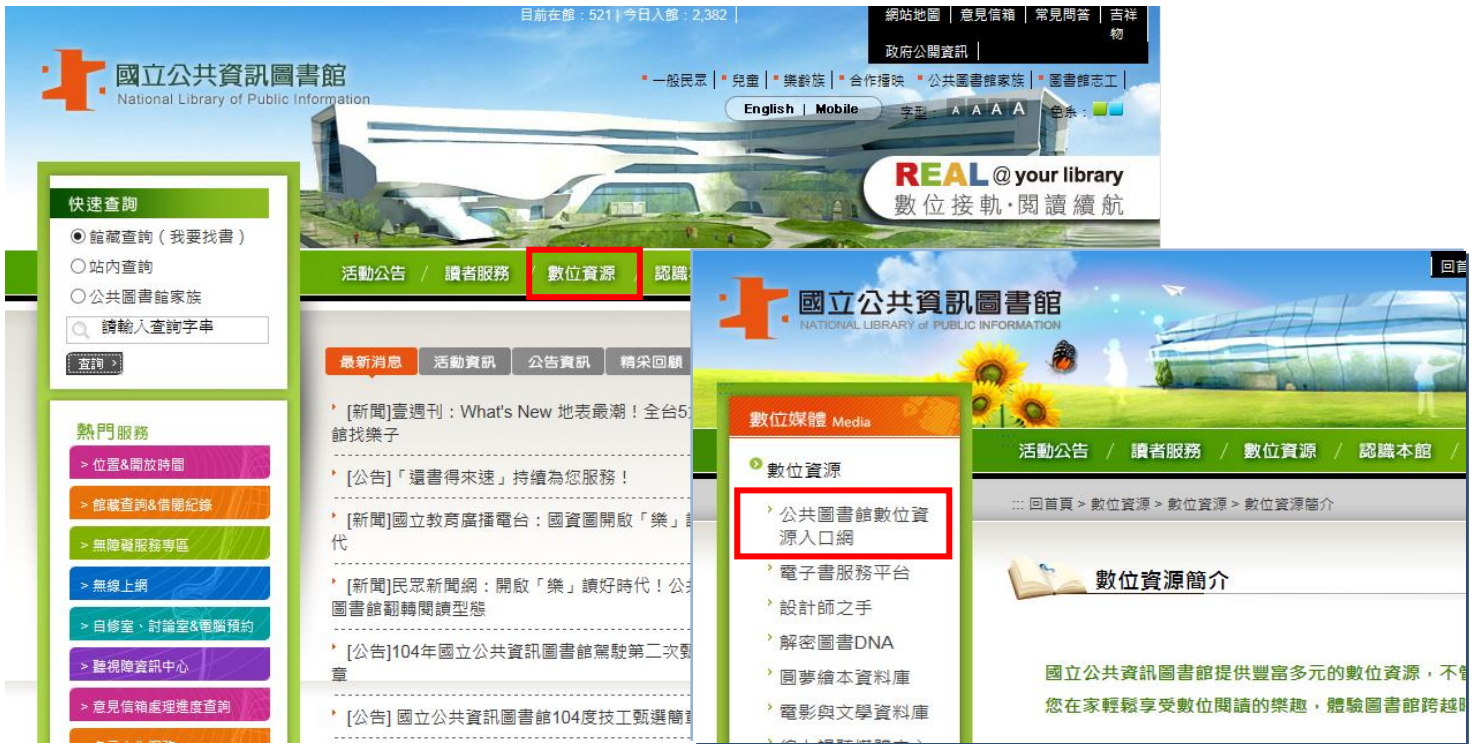 目前在館：521 | 今日入館：2,382 |
網站地圖 | 意見信箱 | 常見問答 | 吉祥物
政府公開資訊 |
國立公共資訊圖書館
National Library of Public Information
一般民眾 | 兒童 | 樂齡族 | 合作播映 公共圖書館家族 | 圖書館志工 |
English | Mobile
字型： A A A A 色系：
REAL @ your library
數位接軌·閱讀續航
快速查詢
館藏查詢（我要找書）
站內查詢
公共圖書館家族
請輸入查詢字串
查詢 >
熱門服務
> 位置&開放時間
> 館藏查詢&借閱紀錄
> 無障礙服務專區
> 無線上網
> 自修室、討論室&電腦預約
> 聽視障資訊中心
> 意見信箱處理進度查詢
活動公告 / 讀者服務 / 數位資源 / 認識
最新消息 活動資訊 公告資訊 精采回顧
[新聞]壹週刊：What's New 地表最潮！全台5
館找樂子
[公告]「還書得來速」持續為您服務！
[新聞]國立教育廣播電台：國資圖開啟「樂」
代
[新聞]民眾新聞網：開啟「樂」讀好時代！公
圖書館翻轉閱讀型態
[公告]104年國立公共資訊圖書館駕駛第二次甄
章
[公告] 國立公共資訊圖書館104度技工甄選簡
回首
國立公共資訊圖書館
NATIONAL LIBRARY of PUBLIC INFORMATION
數位媒體 Media
數位資源
公共圖書館數位資
源入口網
電子書服務平台
設計師之手
解密圖書DNA
圓夢繪本資料庫
電影與文學資料庫
活動公告 / 讀者服務 / 數位資源 / 認識本館 /
::: 回首頁 > 數位資源 > 數位資源 > 數位資源簡介
數位資源簡介
國立公共資訊圖書館提供豐富多元的數位資源，不
您在家輕鬆享受數位閱讀的樂趣，體驗圖書館跨越